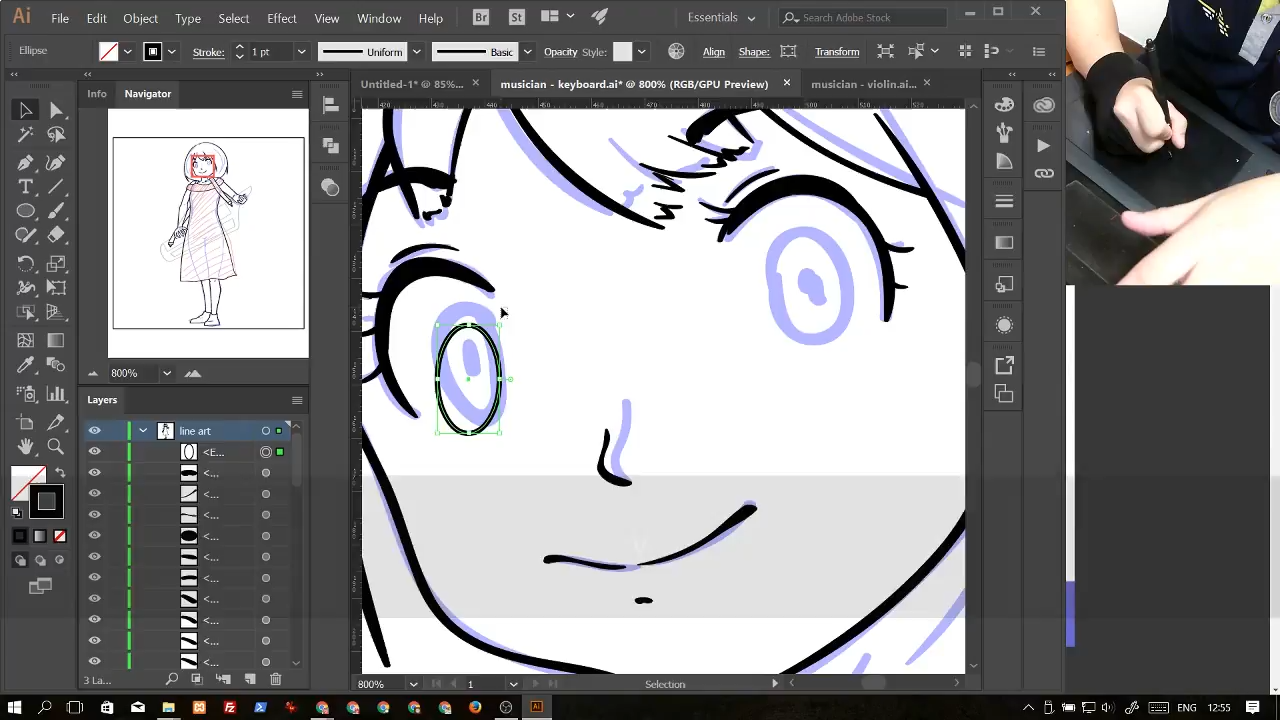 Ai File Edit Object Type Select View Window Help Br St Essentials Search Adobe Stock
Ellipse Stroke: 1 pt Uniform Basic Opacity Style: Align Shape: Transform
Info Navigator
Untitled-1* @ 85%... musician - keyboard.ai* @ 800% (RGB/GPU Preview) musician - violin.ai...
800%
Layers
line art
<E...
<...
<...
<...
<...
<...
<...
<...
<...
<...
<...
3 La...
800% 1 Selection
Ai ENG 12:55